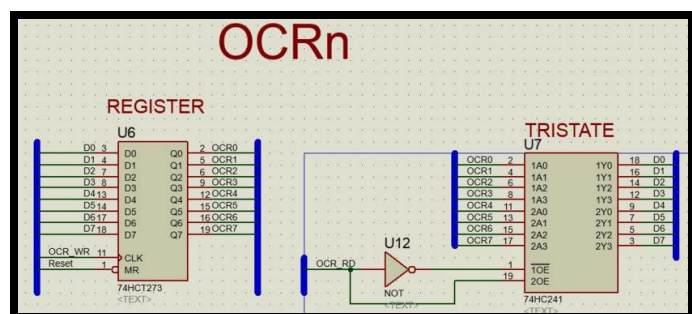 OCRn
REGISTER
U6
D0 3 D0 Q0 2 OCR0
D1 4 D1 Q1 5 OCR1
D2 7 D2 Q2 6 OCR2
D3 8 D3 Q3 9 OCR3
D4 13 D4 Q4 12 OCR4
D5 14 D5 Q5 15 OCR5
D6 17 D6 Q6 16 OCR6
D7 18 D7 Q7 19 OCR7
OCR_WR 11 CLK
Reset 1 MR
74HCT273
<TEXT>
TRISTATE
U7
OCR0 2 1A0 1Y0 18 D0
OCR1 4 1A1 1Y1 16 D1
OCR2 6 1A2 1Y2 14 D2
OCR3 8 1A3 1Y3 12 D3
OCR4 11 2A0 2Y0 9 D4
OCR5 13 2A1 2Y1 7 D5
OCR6 15 2A2 2Y2 5 D6
OCR7 17 2A3 2Y3 3 D7
1 1OE
19 2OE
74HC241
<TEXT>
U12
OCR_RD
NOT
<TEXT>